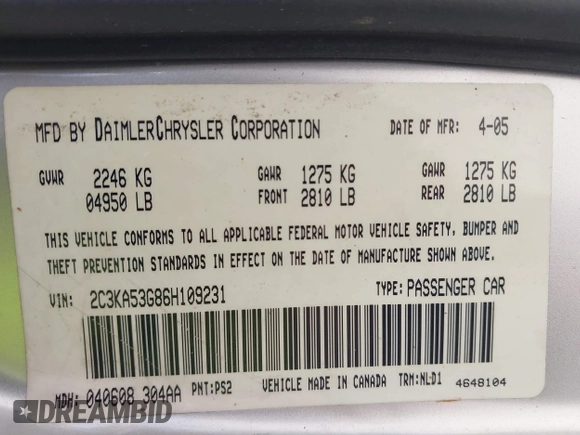 MFD BY DAIMLERCHRYSLER CORPORATION DATE OF MFR: 4-05
GVWR 2246 KG GAWR 1275 KG GAWR 1275 KG
04950 LB FRONT 2810 LB REAR 2810 LB
THIS VEHICLE CONFORMS TO ALL APPLICABLE FEDERAL MOTOR VEHICLE SAFETY, BUMPER AND
THEFT PREVENTION STANDARDS IN EFFECT ON THE DATE OF MANUFACTURE SHOWN ABOVE.
VIN: 2C3KA53G86H109231 TYPE: PASSENGER CAR
MDH: 040608 304AA PNT: PS2 VEHICLE MADE IN CANADA TRM: NLD1 4648104
DREAMBID